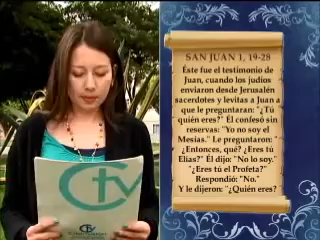 SAN JUAN 1, 19-28
Éste fue el testimonio de
Juan, cuando los judíos
enviaron desde Jerusalén
sacerdotes y levitas a Juan a
que le preguntaran: "¿Tú
quién eres?" Él confesó sin
reservas: "Yo no soy el
Mesías." Le preguntaron: "
¿Entonces, qué? ¿Eres tú
Elías?" Él dijo: "No lo soy."
"¿Eres tú el Profeta?"
Respondió: "No."
Y le dijeron: "¿Quién eres?
CTV
CTV